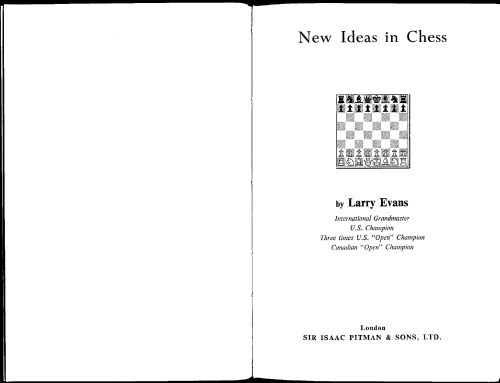 New Ideas in Chess
by Larry Evans
International Grandmaster
U.S. Champion
Three times U.S. "Open" Champion
Canadian "Open" Champion
London
SIR ISAAC PITMAN & SONS, LTD.